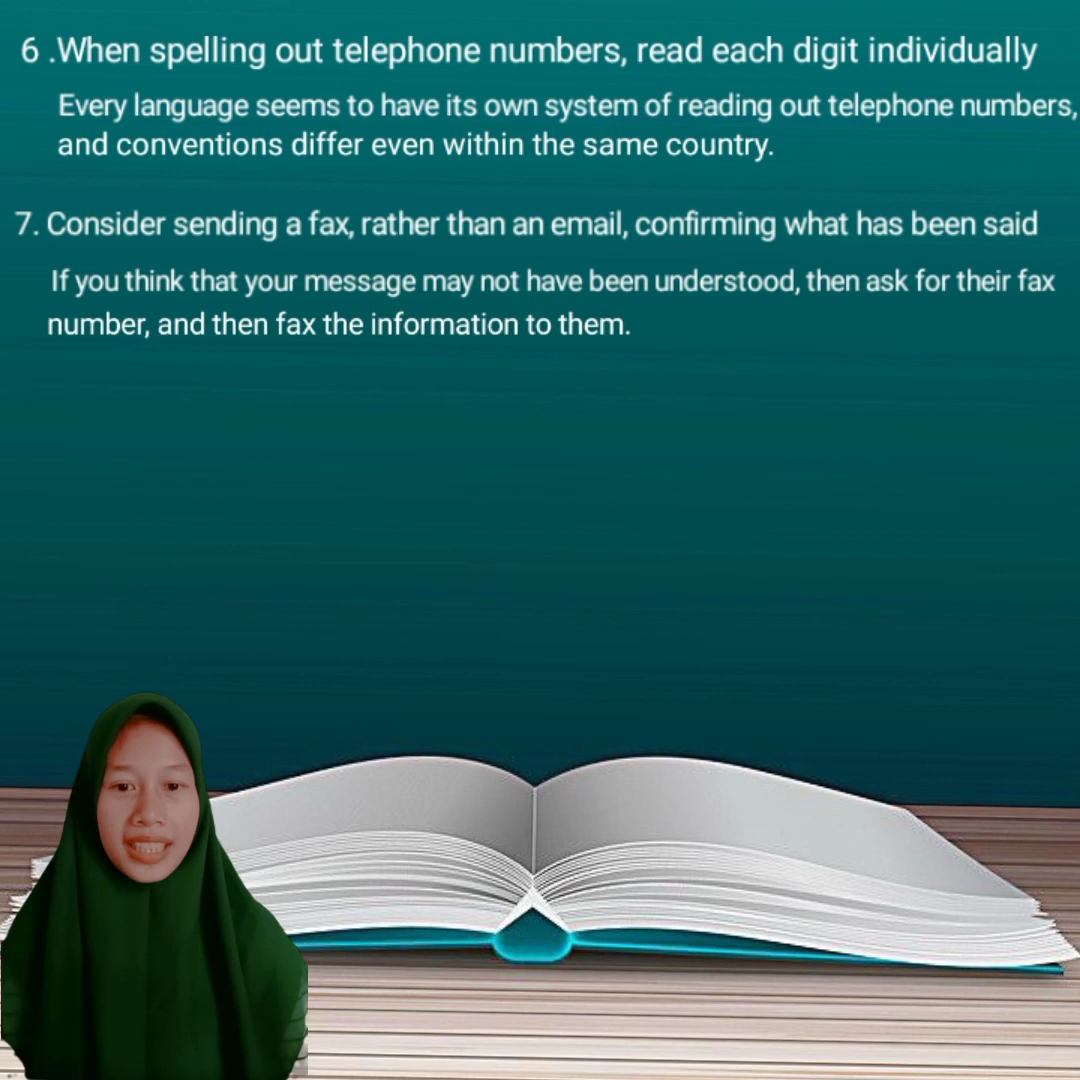 6 .When spelling out telephone numbers, read each digit individually
Every language seems to have its own system of reading out telephone numbers,
and conventions differ even within the same country.
7. Consider sending a fax, rather than an email, confirming what has been said
If you think that your message may not have been understood, then ask for their fax
number, and then fax the information to them.